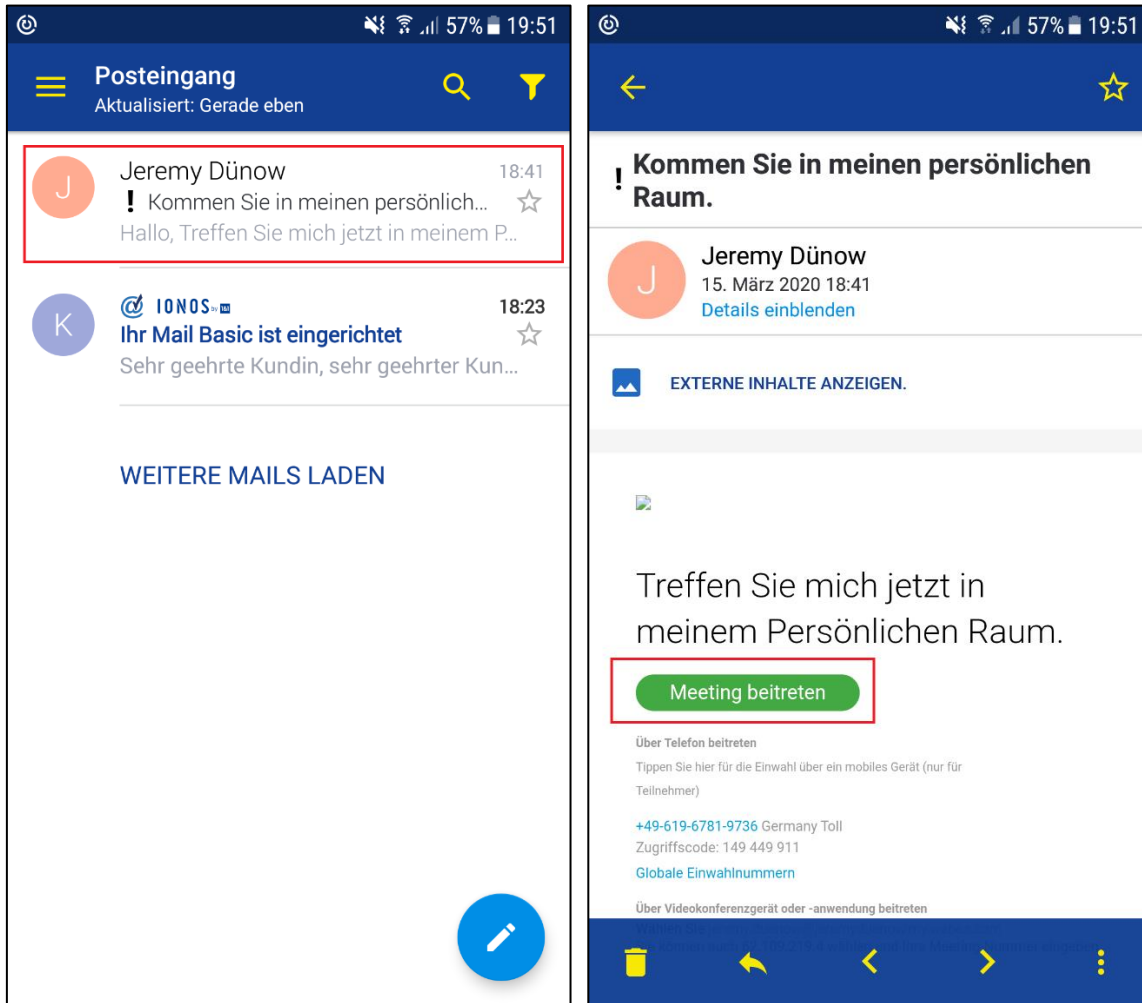 57% 19:51
Posteingang
Aktualisiert: Gerade eben
J
Jeremy Dünow
18:41
! Kommen Sie in meinen persönlich...
Hallo, Treffen Sie mich jetzt in meinem P...
K
IONOS
18:23
Ihr Mail Basic ist eingerichtet
Sehr geehrte Kundin, sehr geehrter Kun...
WEITERE MAILS LADEN
57% 19:51
! Kommen Sie in meinen persönlichen
Raum.
J
Jeremy Dünow
15. März 2020 18:41
Details einblenden
EXTERNE INHALTE ANZEIGEN.
Treffen Sie mich jetzt in
meinem Persönlichen Raum.
Meeting beitreten
Über Telefon beitreten
Tippen Sie hier für die Einwahl über ein mobiles Gerät (nur für
Teilnehmer)
+49-619-6781-9736 Germany Toll
Zugriffscode: 149 449 911
Globale Einwahlnummern
Über Videokonferenzgerät oder -anwendung beitreten
Wählen Sie